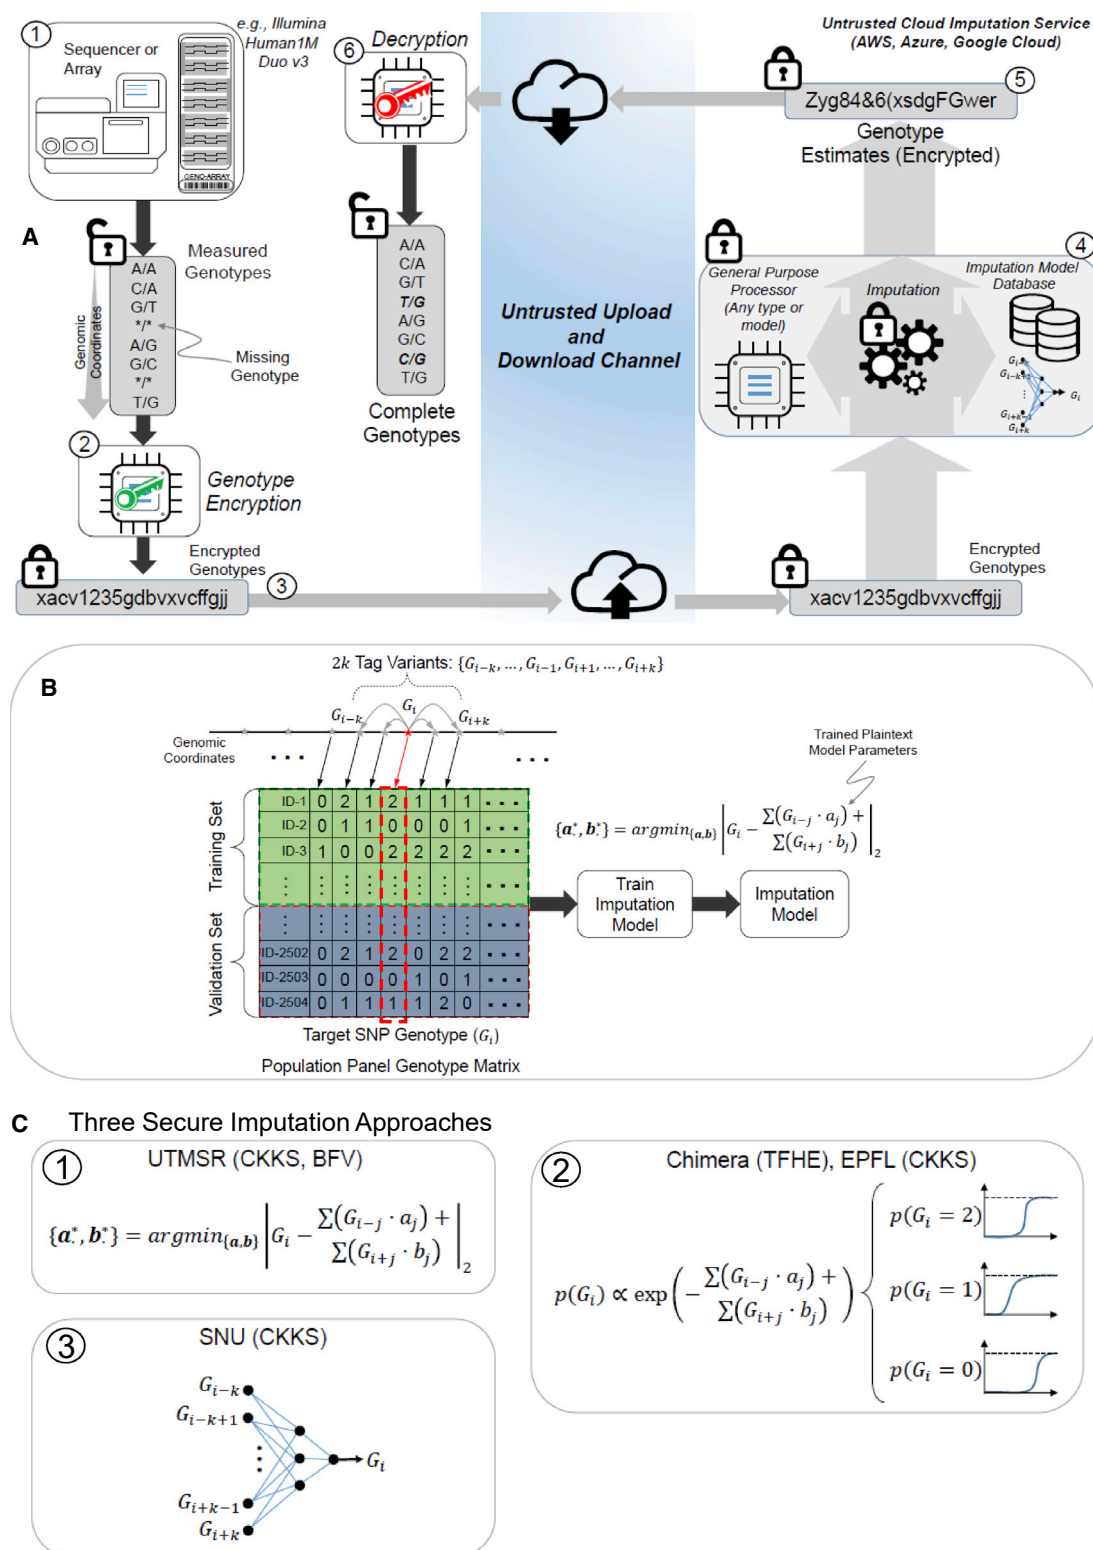 1
Sequencer or
Array
e.g., Illumina
Human1M
Duo v3
GENO-ARRAY
6
Decryption
Untrusted Cloud Imputation Service
(AWS, Azure, Google Cloud)
5
Zyg84&6(xsdgFGwer
Genotype
Estimates (Encrypted)
A
Measured
Genotypes
Genomic
Coordinates
A/A
C/A
G/T
*/*
A/G
G/C
*/*
T/G
Missing
Genotype
A/A
C/A
G/T
T/G
A/G
G/C
C/G
T/G
Complete
Genotypes
Untrusted Upload
and
Download Channel
4
General Purpose
Processor
(Any type or
model)
Imputation
Imputation Model
Database
G_{i-k}
G_{i-k+1}
⋮
G_{i+k-1}
G_{i+k}
G_i
2
Genotype
Encryption
Encrypted
Genotypes
xacv1235gdbvxvcffgjj
3
Encrypted
Genotypes
xacv1235gdbvxvcffgjj
B
2k Tag Variants: {G_{i-k}, ..., G_{i-1}, G_{i+1}, ..., G_{i+k}}
G_{i-k} G_i G_{i+k}
Genomic
Coordinates
... ...
Training Set
ID-1 0 2 1 2 1 1 1 ...
ID-2 0 1 1 0 0 0 1 ...
ID-3 1 0 0 2 2 2 2 ...
⋮ ⋮ ⋮ ⋮ ⋮ ⋮ ⋮ ...
Validation Set
⋮ ⋮ ⋮ ⋮ ⋮ ⋮ ⋮ ...
ID-2502 0 2 1 2 0 2 2 ...
ID-2503 0 0 0 0 1 0 1 ...
ID-2504 0 1 1 1 1 2 0 ...
Target SNP Genotype (G_i)
Population Panel Genotype Matrix
Trained Plaintext
Model Parameters
{a*, b*} = argmin_{a,b} | G_i − ∑(G_{i-j} · a_j) +
∑(G_{i+j} · b_j) |_2
Train
Imputation
Model
Imputation
Model
C Three Secure Imputation Approaches
1
UTMSR (CKKS, BFV)
{a*, b*} = argmin_{a,b} | G_i − ∑(G_{i-j} · a_j) +
∑(G_{i+j} · b_j) |_2
2
Chimera (TFHE), EPFL (CKKS)
p(G_i) ∝ exp(− ∑(G_{i-j} · a_j) +
∑(G_{i+j} · b_j))
p(G_i = 2)
p(G_i = 1)
p(G_i = 0)
3
SNU (CKKS)
G_{i-k}
G_{i-k+1}
⋮
G_{i+k-1}
G_{i+k}
G_i